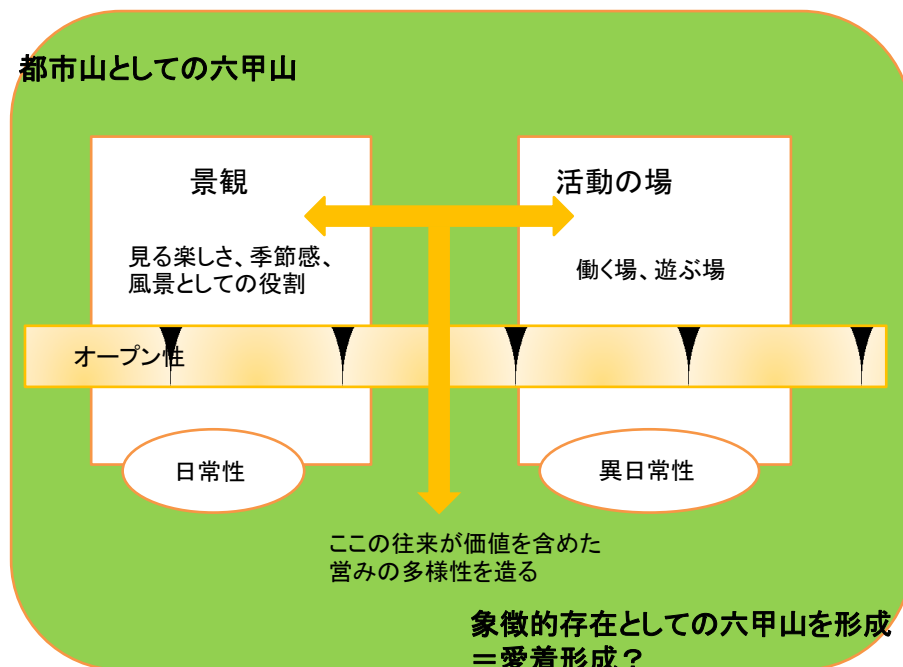 都市山としての六甲山
景観
見る楽しさ、季節感、
風景としての役割
活動の場
働く場、遊ぶ場
オープン性
日常性
異日常性
ここの往来が価値を含めた
営みの多様性を造る
象徴的存在としての六甲山を形成
＝愛着形成？